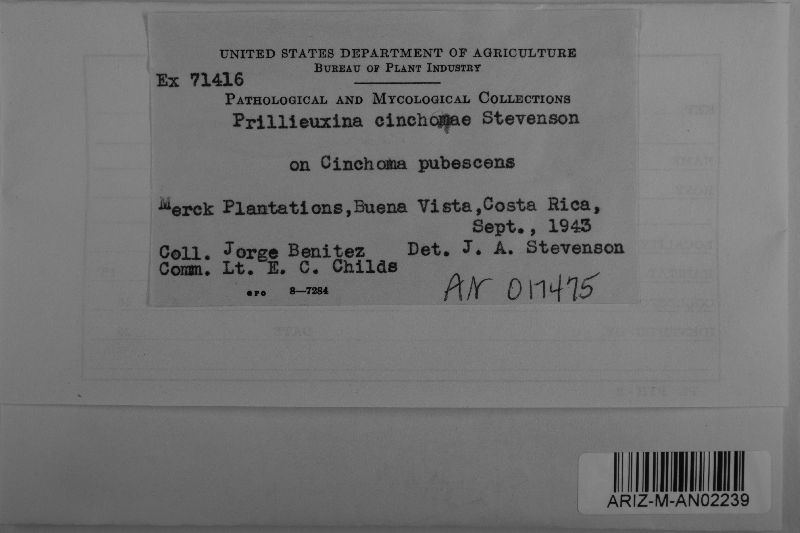 UNITED STATES DEPARTMENT OF AGRICULTURE
BUREAU OF PLANT INDUSTRY
Ex 71416
PATHOLOGICAL AND MYCOLOGICAL COLLECTIONS
Prillieuxina cinchonae Stevenson
on Cinchona pubescens
Merck Plantations, Buena Vista, Costa Rica,
Sept., 1943
Coll. Jorge Benitez Det. J. A. Stevenson
Comm. Lt. E. C. Childs
GPO 8—7284
AN 017475
ARIZ-M-AN02239